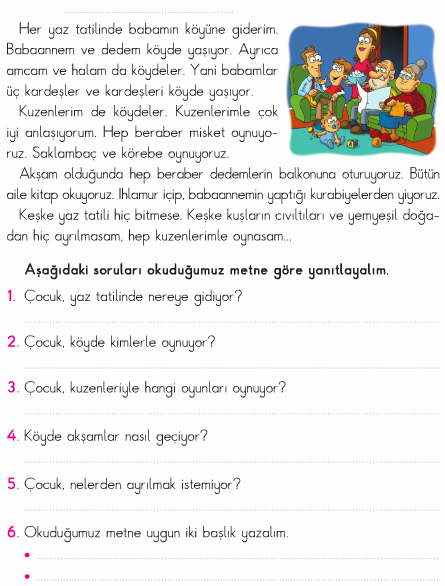 Her yaz tatilinde babamın köyüne giderim.
Babaannem ve dedem köyde yaşıyor. Ayrıca
amcam ve halam da köydeler. Yani babamlar
üç kardeşler ve kardeşleri köyde yaşıyor.
Kuzenlerim de köydeler. Kuzenlerimle çok
iyi anlaşıyorum. Hep beraber misket oynuyo-
ruz. Saklambaç ve körebe oynuyoruz.
Akşam olduğunda hep beraber dedemlerin balkonuna oturuyoruz. Bütün
aile kitap okuyoruz. Ihlamur içip, babaannemin yaptığı kurabiyelerden yiyoruz.
Keşke yaz tatili hiç bitmese. Keşke kuşların cıvıltıları ve yemyeşil doğa-
dan hiç ayrılmasam, hep kuzenlerimle oynasam...
Aşağıdaki soruları okuduğumuz metne göre yanıtlayalım.
1. Çocuk, yaz tatilinde nereye gidiyor?
2. Çocuk, köyde kimlerle oynuyor?
3. Çocuk, kuzenleriyle hangi oyunları oynuyor?
4. Köyde akşamlar nasıl geçiyor?
5. Çocuk, nelerden ayrılmak istemiyor?
6. Okuduğumuz metne uygun iki başlık yazalım.